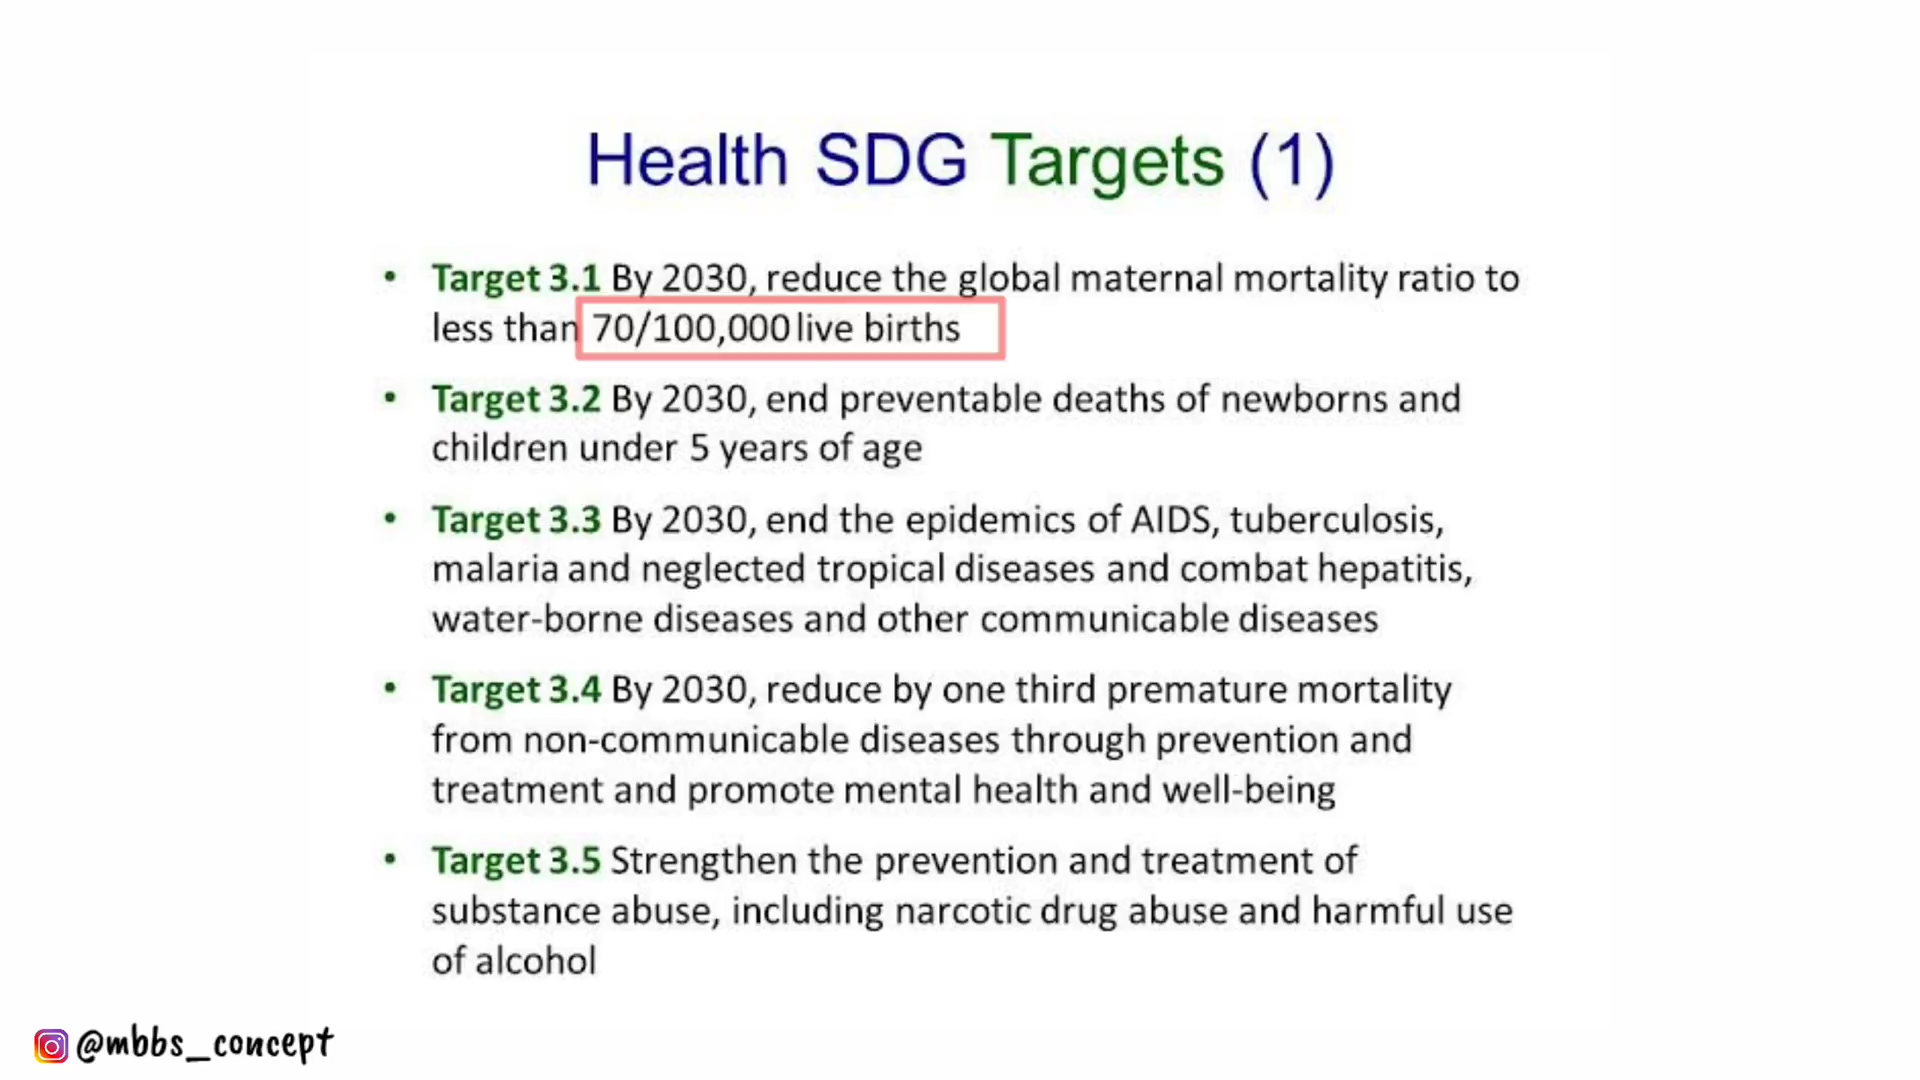 Health SDG Targets (1)
• Target 3.1 By 2030, reduce the global maternal mortality ratio to
less than 70/100,000 live births
• Target 3.2 By 2030, end preventable deaths of newborns and
children under 5 years of age
• Target 3.3 By 2030, end the epidemics of AIDS, tuberculosis,
malaria and neglected tropical diseases and combat hepatitis,
water-borne diseases and other communicable diseases
• Target 3.4 By 2030, reduce by one third premature mortality
from non-communicable diseases through prevention and
treatment and promote mental health and well-being
• Target 3.5 Strengthen the prevention and treatment of
substance abuse, including narcotic drug abuse and harmful use
of alcohol
@mbbs_concept